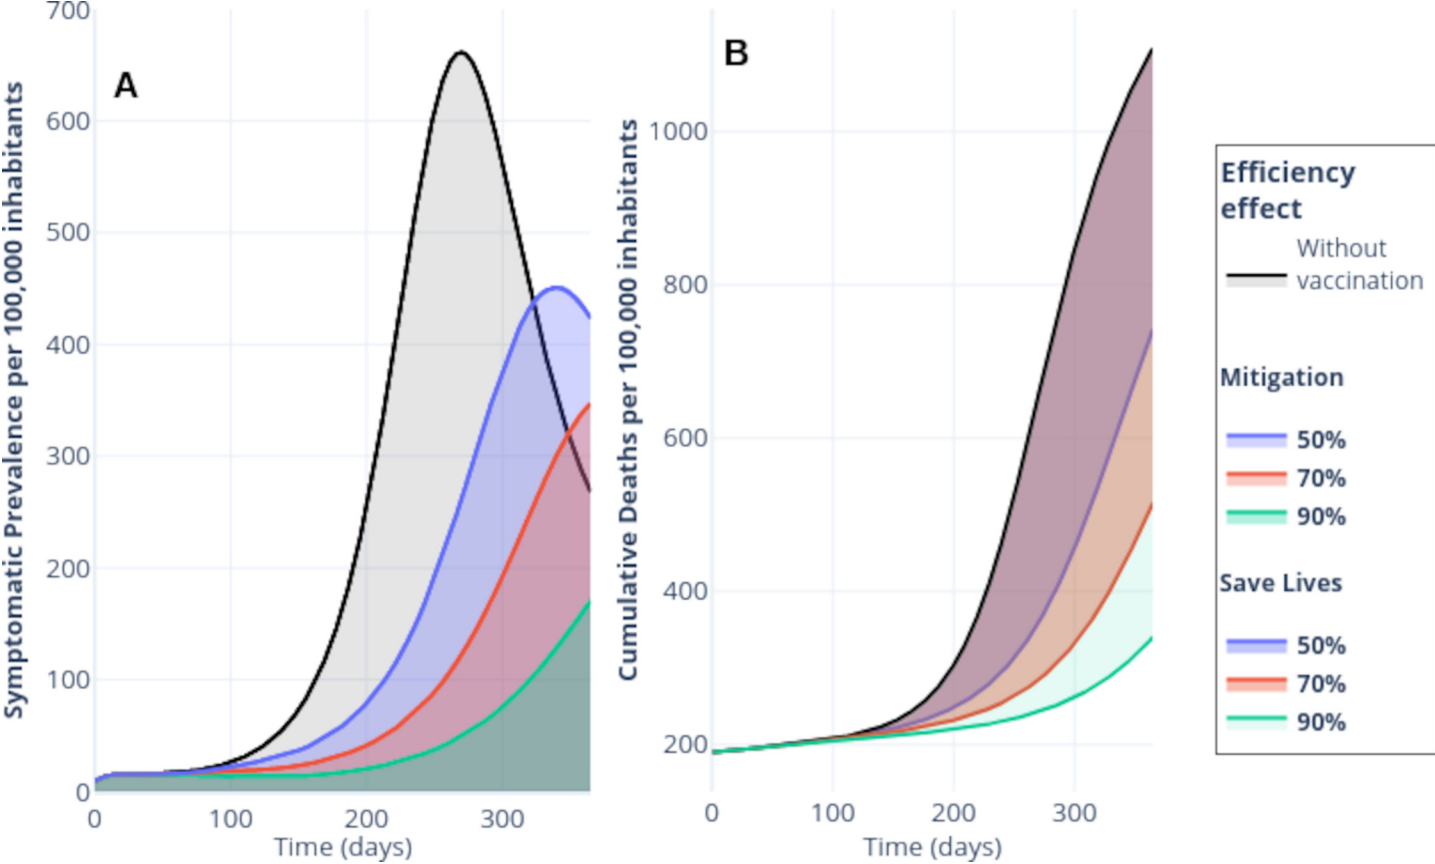 A
Symptomatic Prevalence per 100,000 inhabitants
700
600
500
400
300
200
100
0
0 100 200 300
Time (days)
B
Cumulative Deaths per 100,000 inhabitants
1000
800
600
400
200
0 100 200 300
Time (days)
Efficiency
effect
Without
vaccination
Mitigation
50%
70%
90%
Save Lives
50%
70%
90%